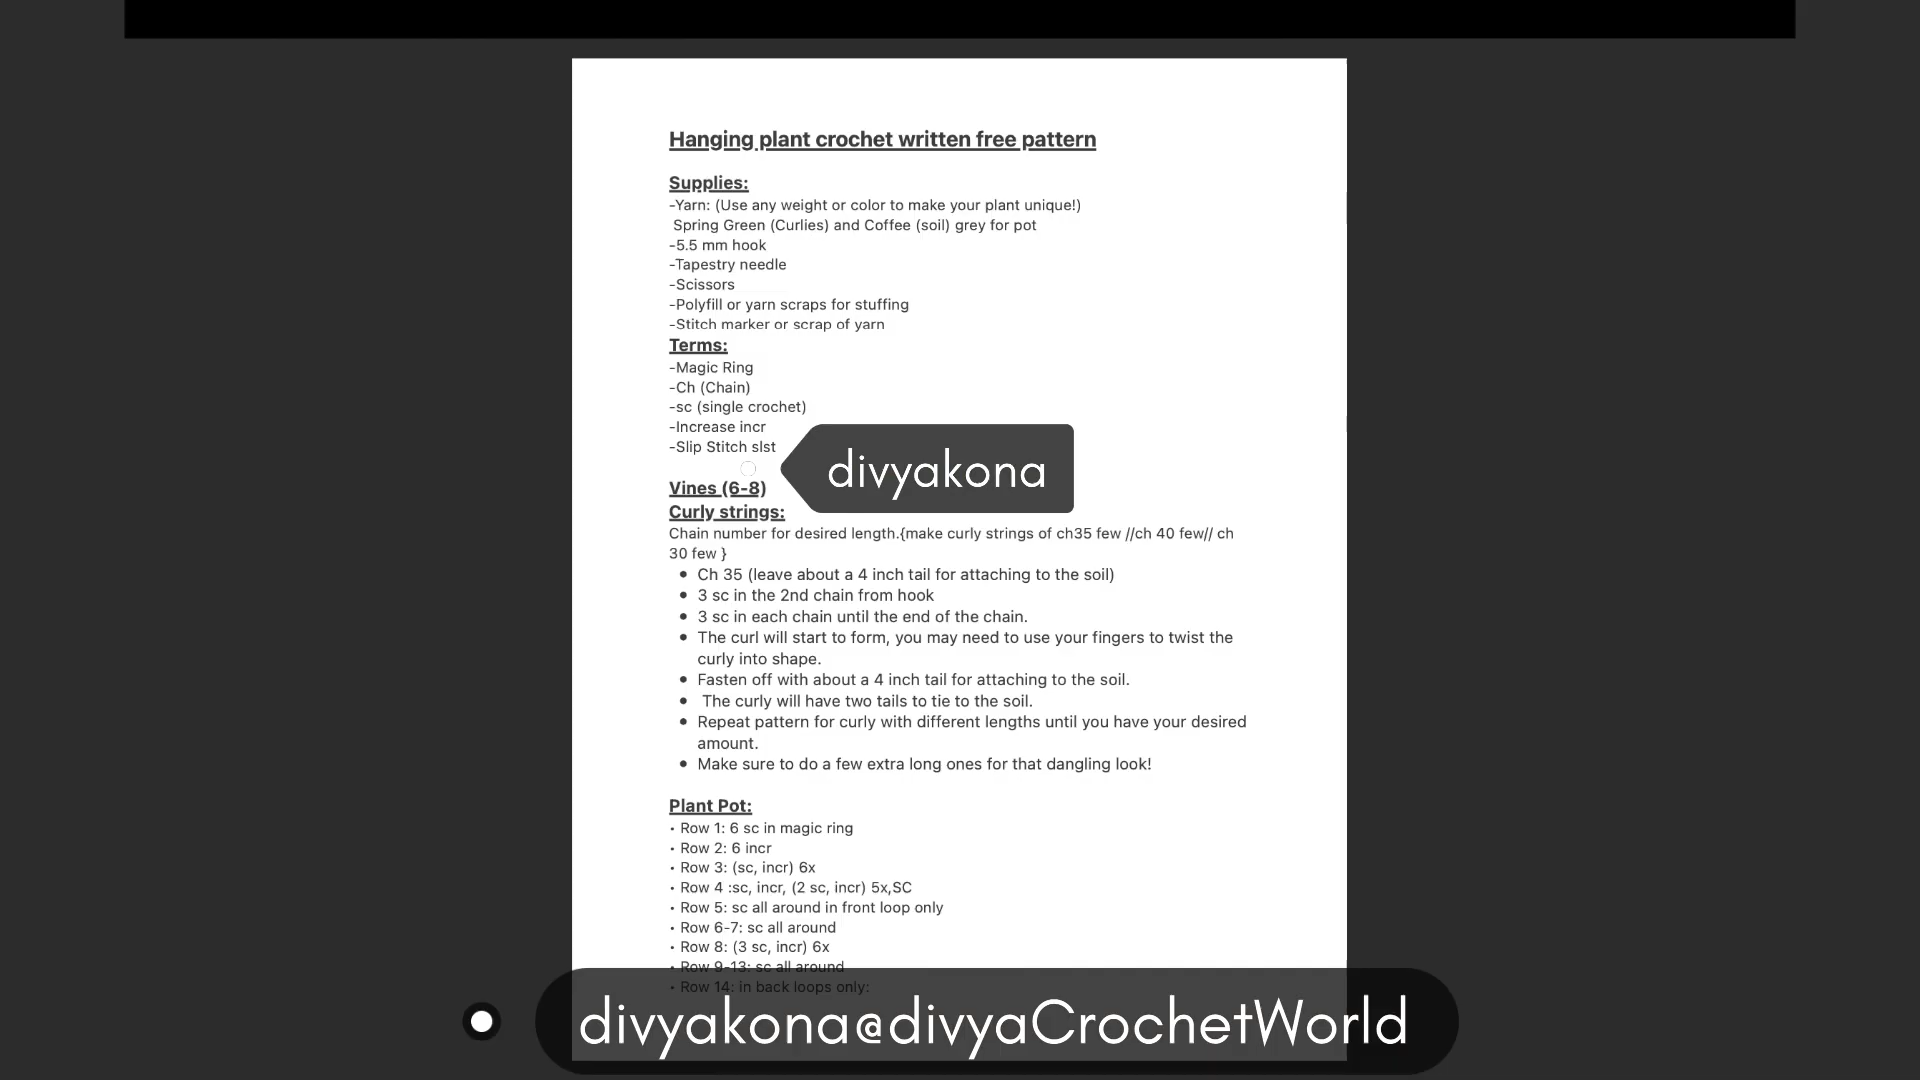 Hanging plant crochet written free pattern
Supplies:
-Yarn: (Use any weight or color to make your plant unique!)
Spring Green (Curlies) and Coffee (soil) grey for pot
-5.5 mm hook
-Tapestry needle
-Scissors
-Polyfill or yarn scraps for stuffing
-Stitch marker or scrap of yarn
Terms:
-Magic Ring
-Ch (Chain)
-sc (single crochet)
-Increase incr
-Slip Stitch slst
divyakona
Vines (6-8)
Curly strings:
Chain number for desired length.{make curly strings of ch35 few //ch 40 few// ch
30 few }
• Ch 35 (leave about a 4 inch tail for attaching to the soil)
• 3 sc in the 2nd chain from hook
• 3 sc in each chain until the end of the chain.
• The curl will start to form, you may need to use your fingers to twist the
curly into shape.
• Fasten off with about a 4 inch tail for attaching to the soil.
• The curly will have two tails to tie to the soil.
• Repeat pattern for curly with different lengths until you have your desired
amount.
• Make sure to do a few extra long ones for that dangling look!
Plant Pot:
• Row 1: 6 sc in magic ring
• Row 2: 6 incr
• Row 3: (sc, incr) 6x
• Row 4 :sc, incr, (2 sc, incr) 5x,SC
• Row 5: sc all around in front loop only
• Row 6-7: sc all around
• Row 8: (3 sc, incr) 6x
• Row 9-13: sc all around
• Row 14: in back loops only:
divyakona@divyaCrochetWorld